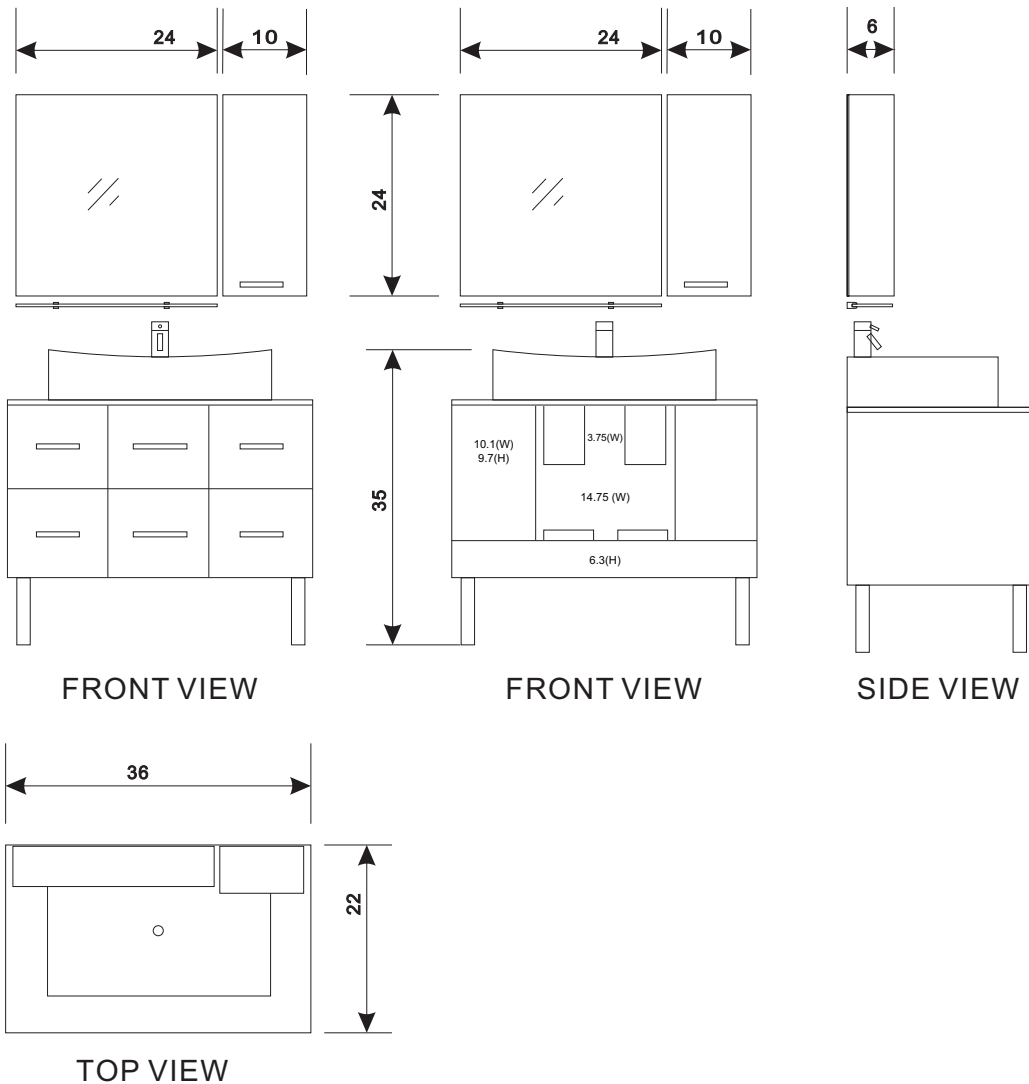 24
10
24
10
6
24
10.1(W)
9.7(H)
3.75(W)
14.75 (W)
6.3(H)
35
FRONT VIEW
FRONT VIEW
SIDE VIEW
36
22
TOP VIEW